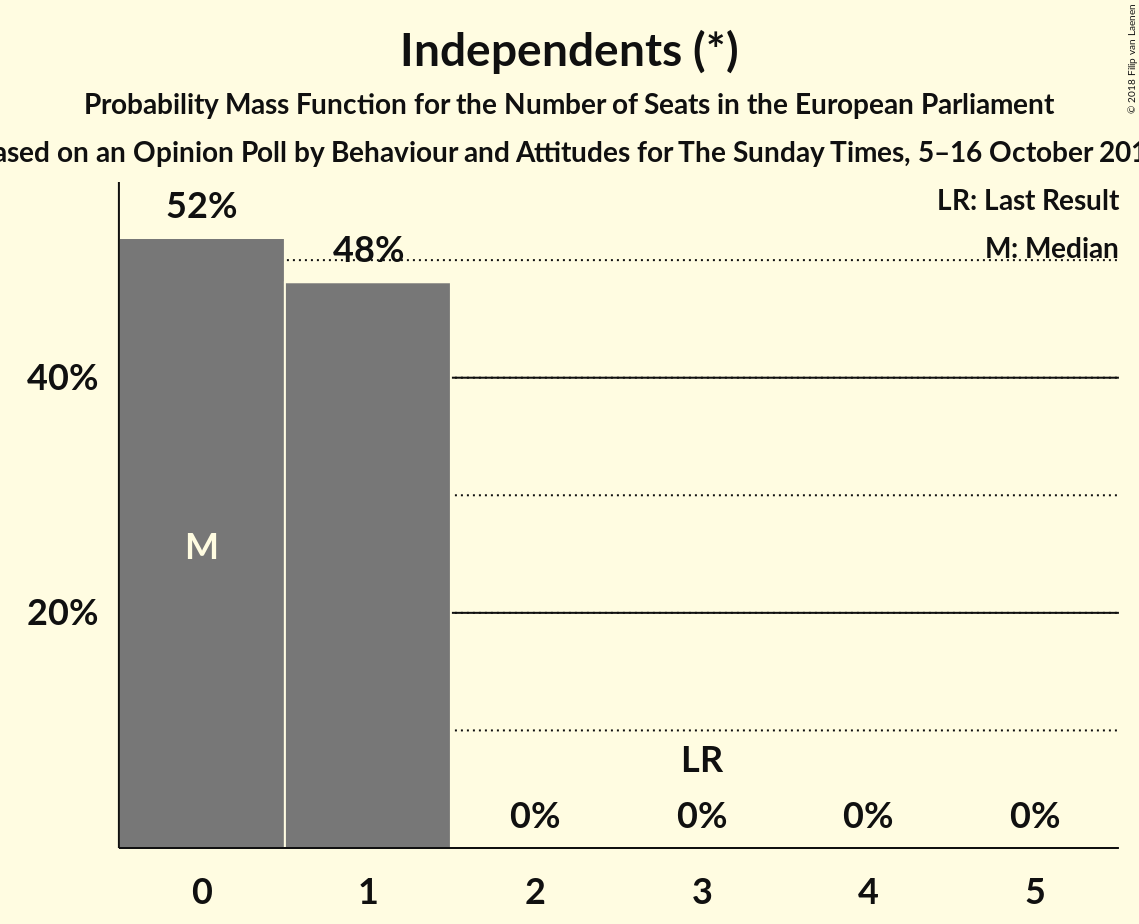 Independents (*)
Probability Mass Function for the Number of Seats in the European Parliament
on an Opinion Poll by Behaviour and Attitudes for The Sunday Times, 5–16 October
© 2018 Filip van Laenen
LR: Last Result
M: Median
52%
48%
40%
M
20%
LR
0% 0% 0% 0%
0 1 2 3 4 5